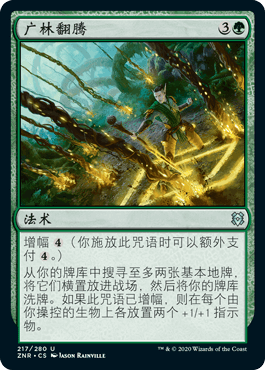 广林翻腾 3
法术
增幅 4（你施放此咒语时可以额外支
付 4。）
从你的牌库中搜寻至多两张基本地牌，
将它们横置放进战场，然后将你的牌库
洗牌。如果此咒语已增幅，则在每个由
你操控的生物上各放置两个 +1/+1 指示
物。
217/280 U
ZNR • CS JASON RAINVILLE
™ & © 2020 Wizards of the Coast